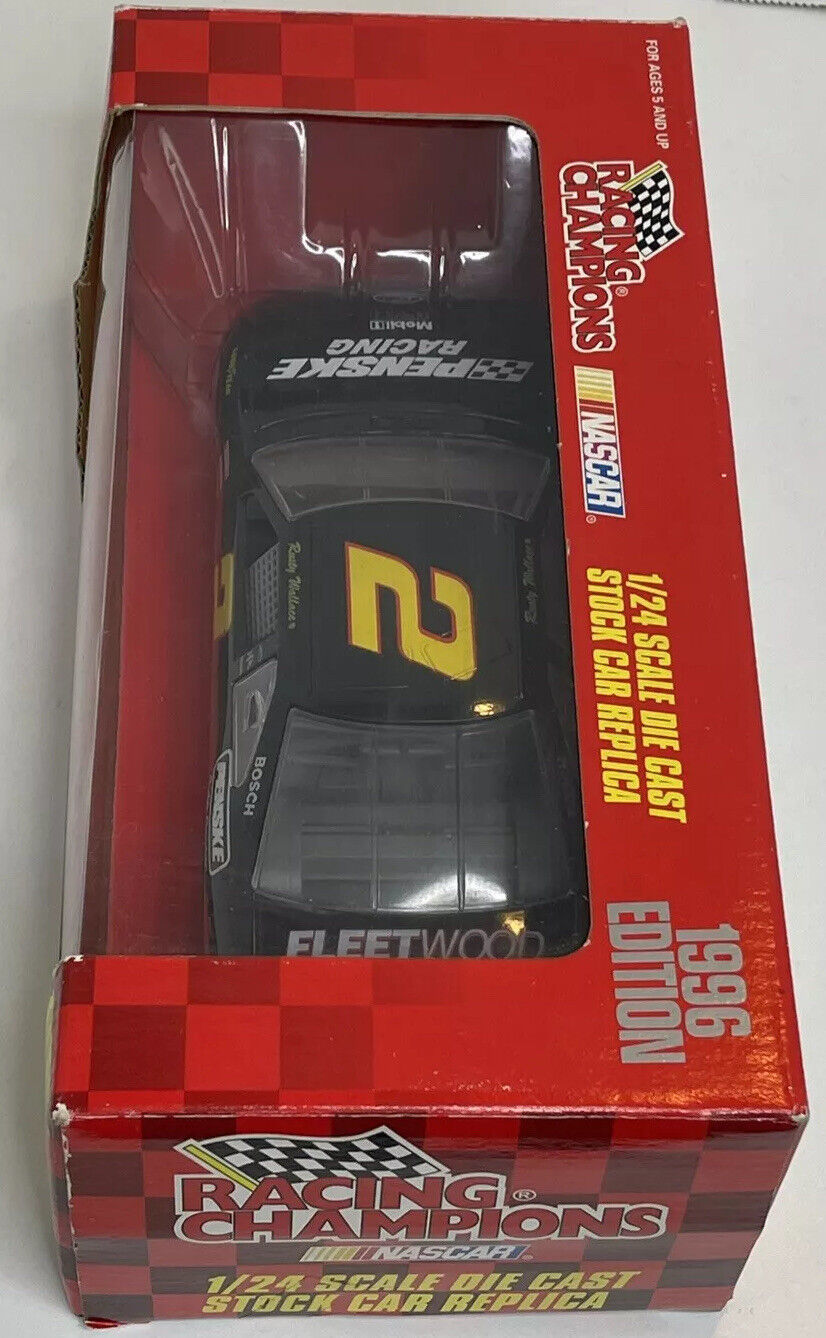 FOR AGES 5 AND UP
RACING
CHAMPIONS®
NASCAR®
1/24 SCALE DIE CAST
STOCK CAR REPLICA
1996
EDITION
Mobil 1
PENSKE
RACING
2
Rusty Wallace
Rusty Wallace
2
BOSCH
PENSKE
FLEETWOOD
RACING®
CHAMPIONS
NASCAR®
1/24 SCALE DIE CAST
STOCK CAR REPLICA